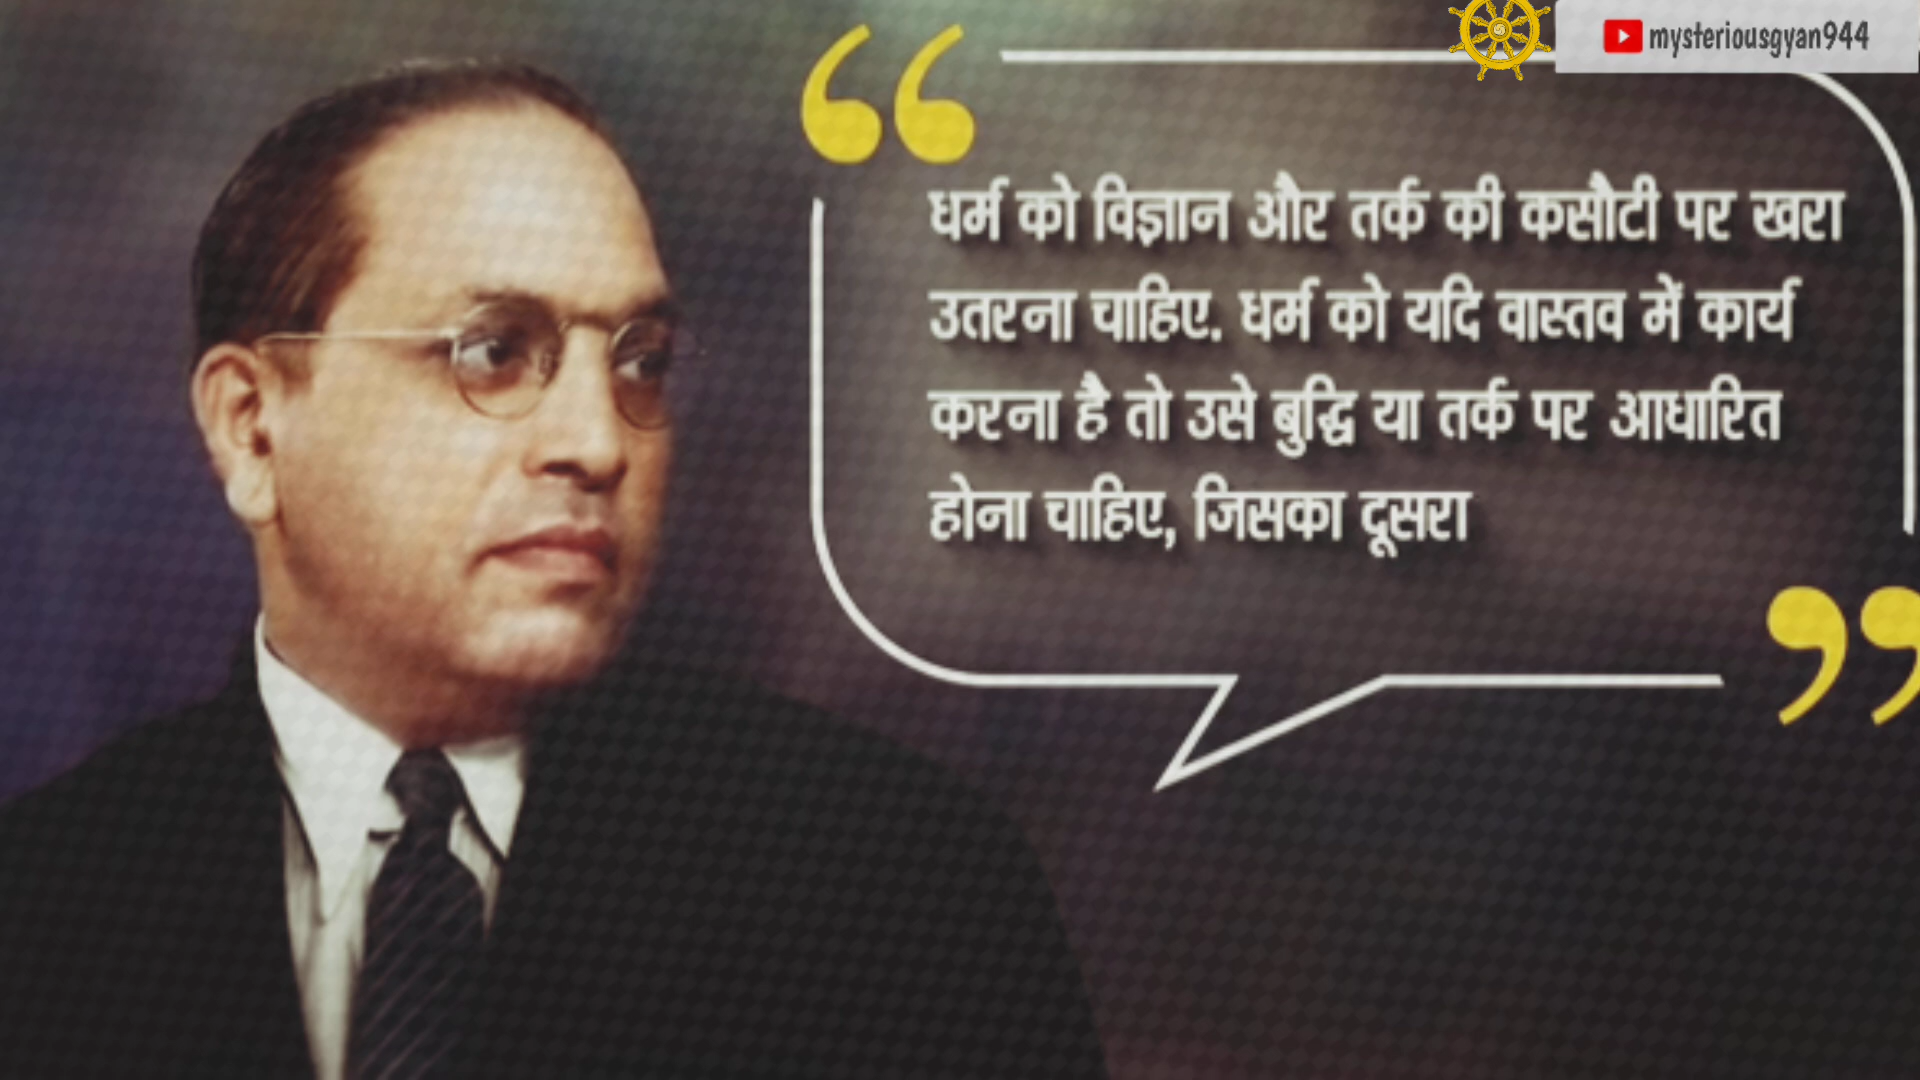 mysteriousgyan944
धर्म को विज्ञान और तर्क की कसौटी पर खरा
उतरना चाहिए. धर्म को यदि वास्तव में कार्य
करना है तो उसे बुद्धि या तर्क पर आधारित
होना चाहिए, जिसका दूसरा